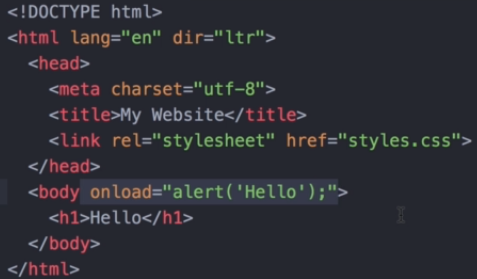 <!DOCTYPE html>
<html lang="en" dir="ltr">
  <head>
    <meta charset="utf-8">
    <title>My Website</title>
    <link rel="stylesheet" href="styles.css">
  </head>
  <body onload="alert('Hello');">
    <h1>Hello</h1>
  </body>
</html>